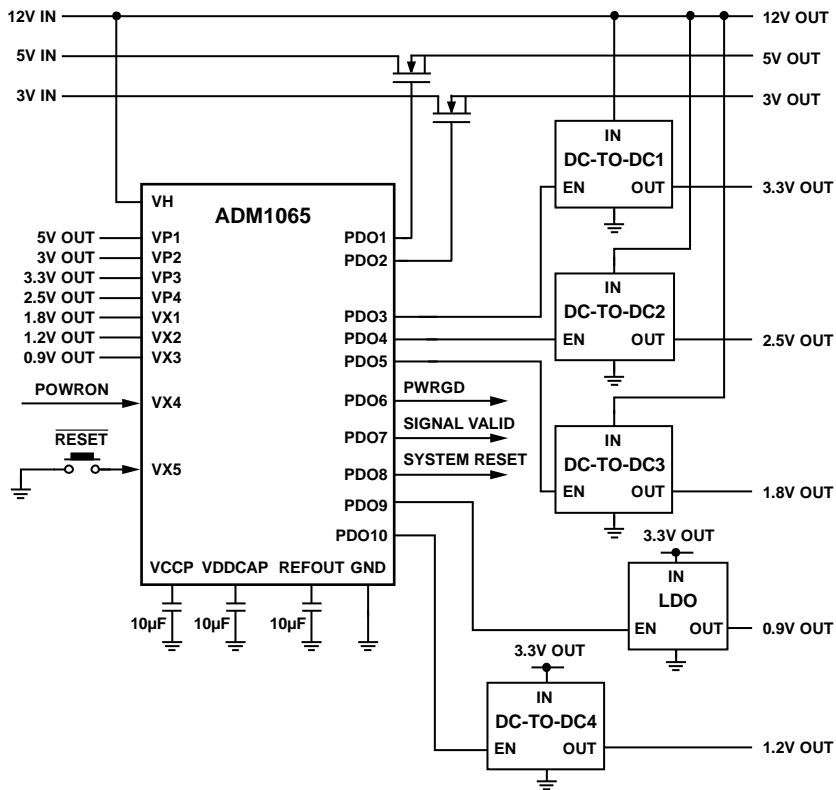 12V IN
12V OUT
5V IN
5V OUT
3V IN
3V OUT
IN
DC-TO-DC1
EN OUT
3.3V OUT
VH
ADM1065
5V OUT VP1
3V OUT VP2
3.3V OUT VP3
2.5V OUT VP4
1.8V OUT VX1
1.2V OUT VX2
0.9V OUT VX3
POWRON
VX4
RESET
VX5
PDO1
PDO2
PDO3
PDO4
PDO5
PDO6
PDO7
PDO8
PDO9
PDO10
PWRGD
SIGNAL VALID
SYSTEM RESET
IN
DC-TO-DC2
EN OUT
2.5V OUT
IN
DC-TO-DC3
EN OUT
1.8V OUT
VCCP VDDCAP REFOUT GND
10µF 10µF 10µF
3.3V OUT
IN
LDO
EN OUT
0.9V OUT
3.3V OUT
IN
DC-TO-DC4
EN OUT
1.2V OUT